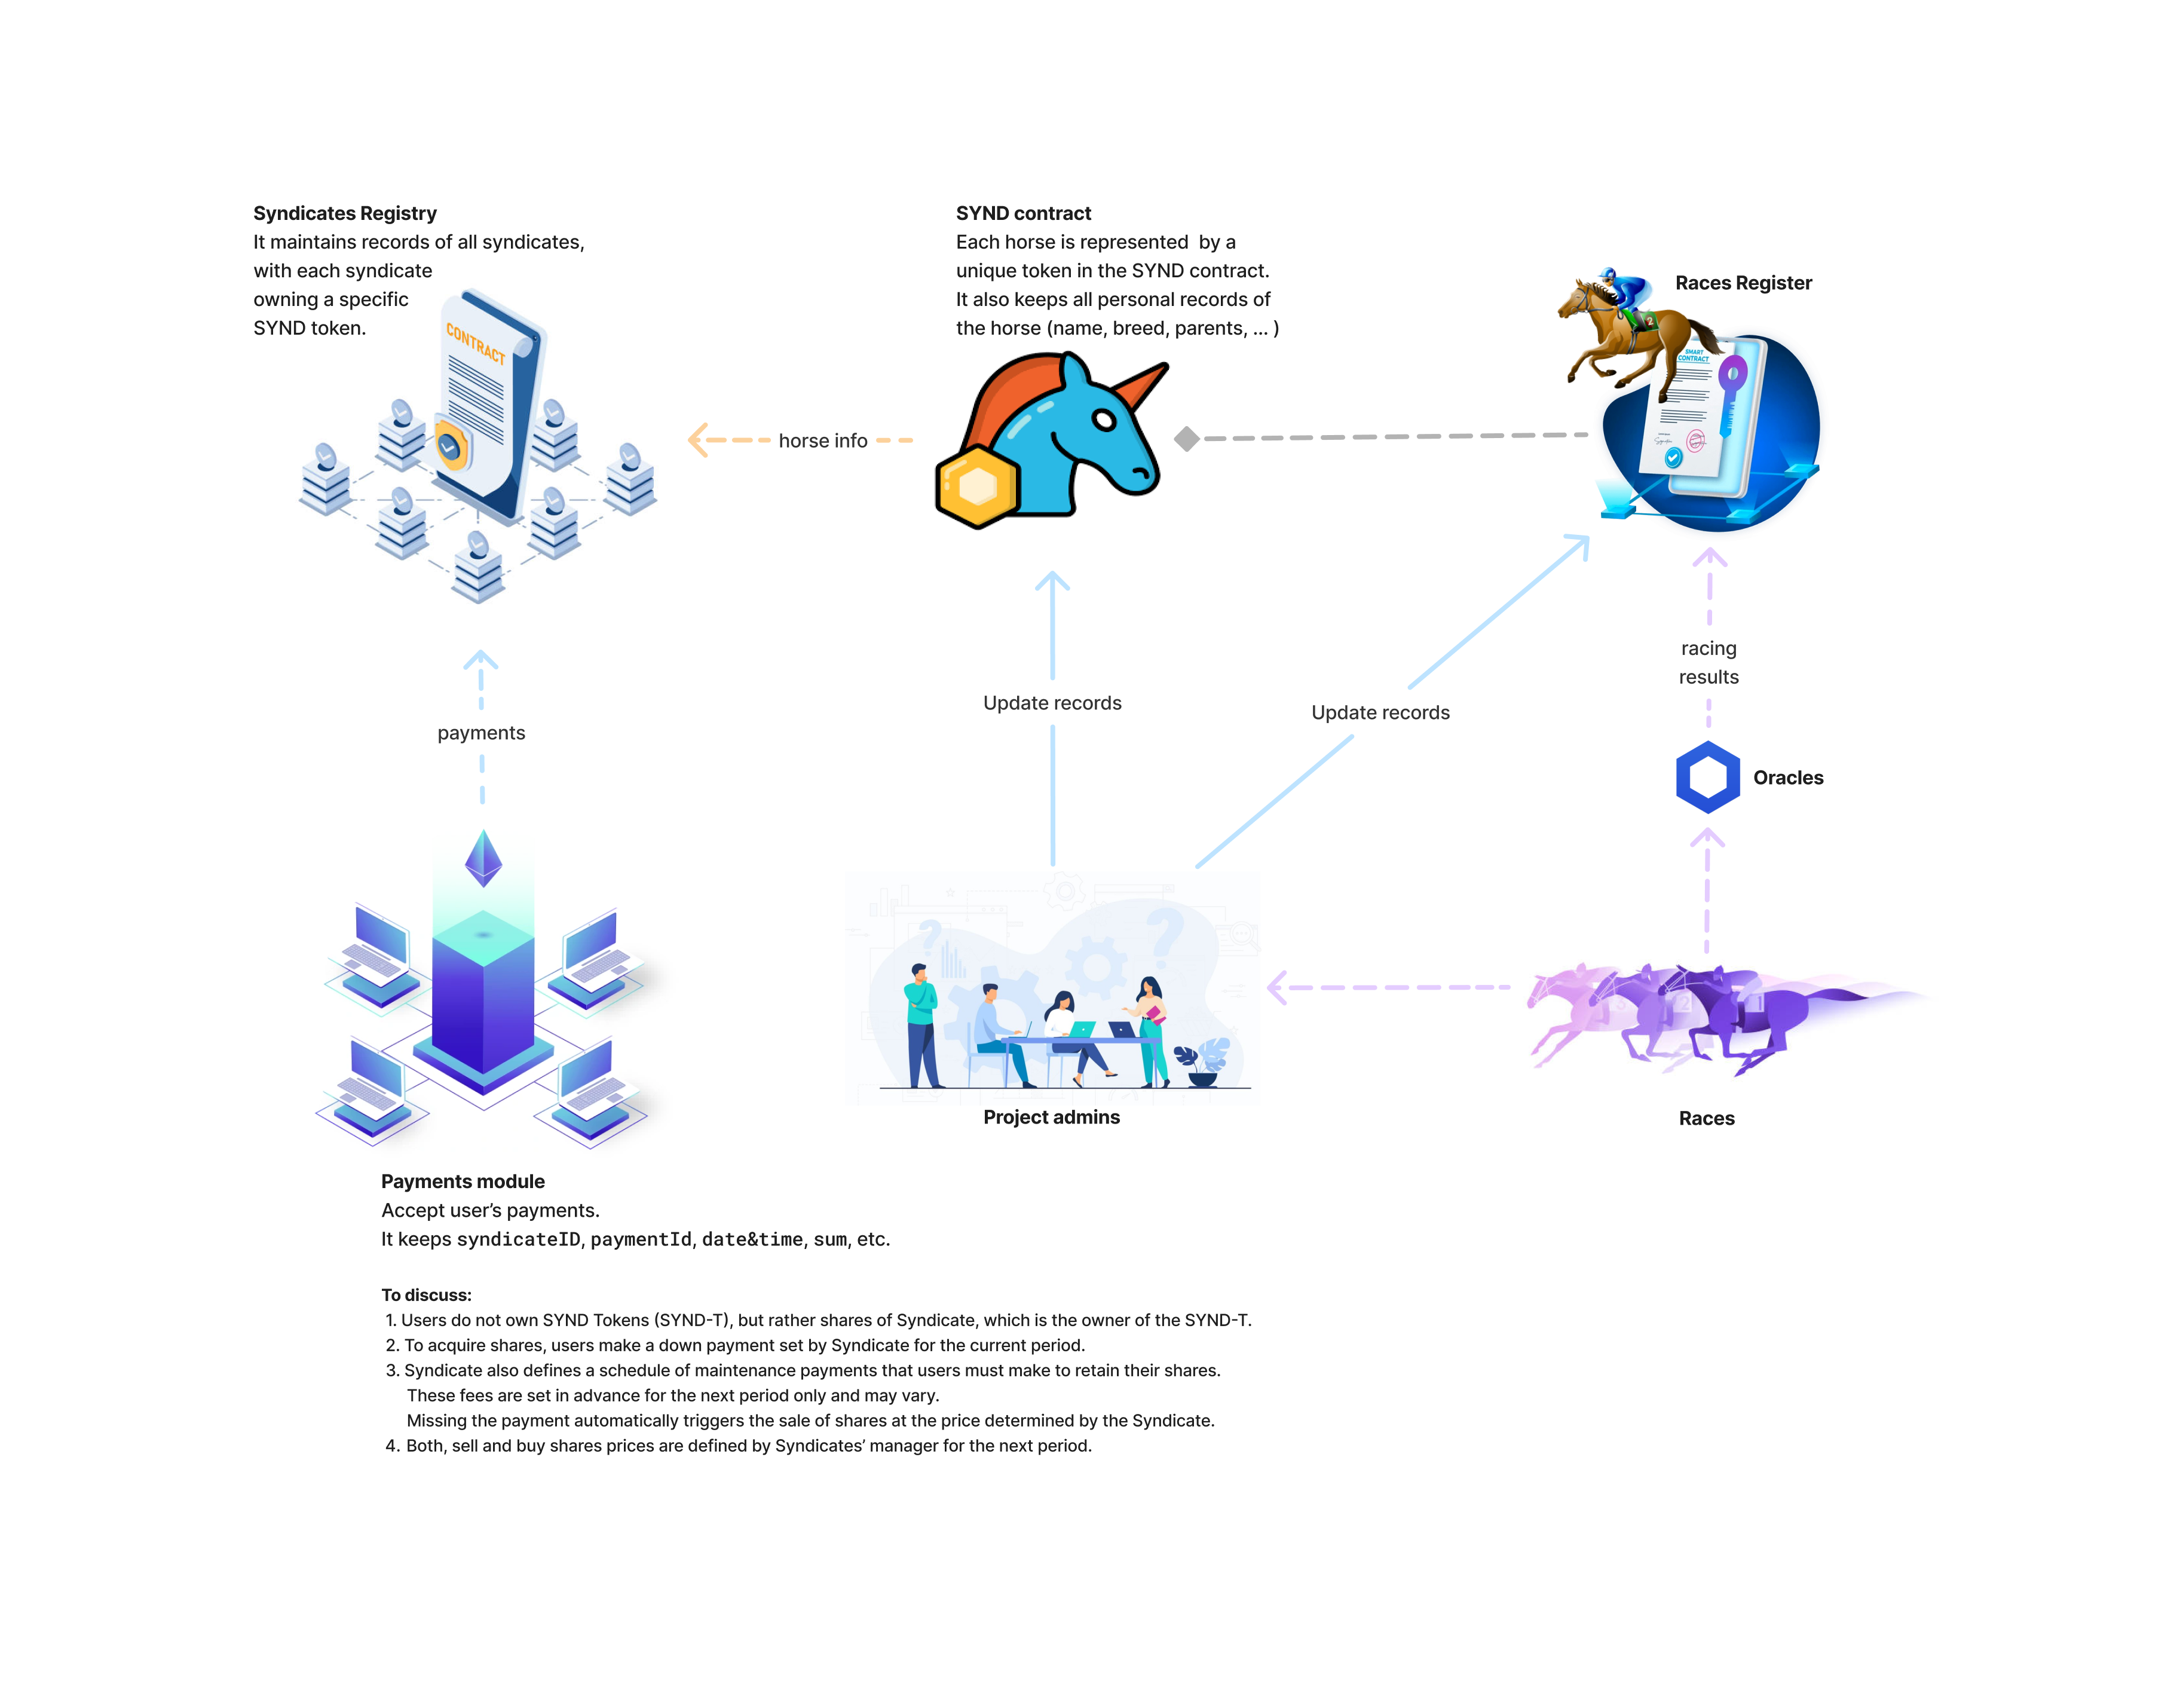 Syndicates Registry
It maintains records of all syndicates,
with each syndicate
owning a specific
SYND token.
CONTRACT
SYND contract
Each horse is represented by a
unique token in the SYND contract.
It also keeps all personal records of
the horse (name, breed, parents, ... )
Races Register
2
SMART
CONTRACT
horse info
payments
Update records
Update records
racing
results
Oracles
3
2
1
Project admins
Races
Payments module
Accept user’s payments.
It keeps syndicateID, paymentId, date&time, sum, etc.
To discuss:
1. Users do not own SYND Tokens (SYND-T), but rather shares of Syndicate, which is the owner of the SYND-T.
2. To acquire shares, users make a down payment set by Syndicate for the current period.
3. Syndicate also defines a schedule of maintenance payments that users must make to retain their shares.
These fees are set in advance for the next period only and may vary.
Missing the payment automatically triggers the sale of shares at the price determined by the Syndicate.
4. Both, sell and buy shares prices are defined by Syndicates’ manager for the next period.